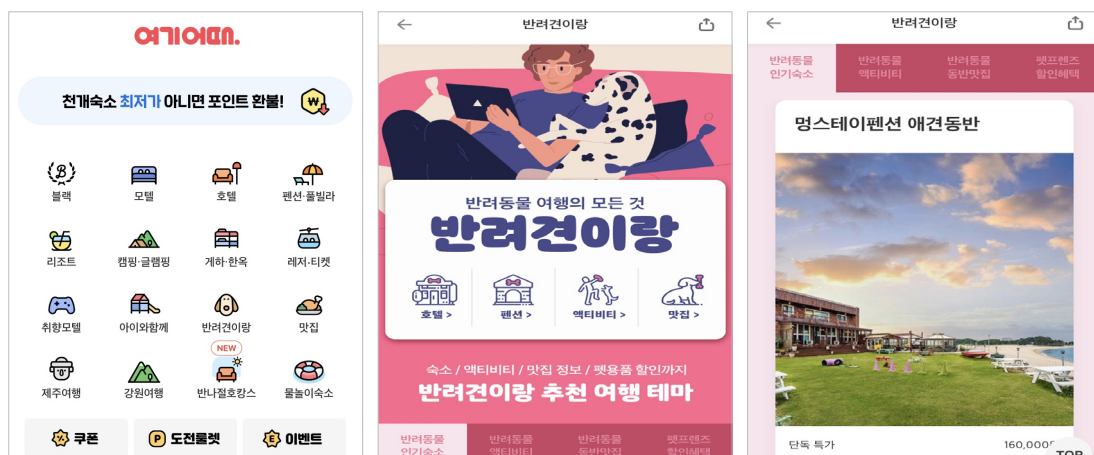 여기어때.
천개숙소 최저가 아니면 포인트 환불!
블랙
모텔
호텔
펜션·풀빌라
리조트
캠핑·글램핑
게하·한옥
레저·티켓
취향모텔
아이와함께
반려견이랑
맛집
NEW
제주여행
강원여행
반나절호캉스
물놀이숙소
쿠폰
도전룰렛
이벤트
반려견이랑
반려동물 여행의 모든 것
반려견이랑
호텔 >
펜션 >
액티비티 >
맛집 >
숙소 / 액티비티 / 맛집 정보 / 펫용품 할인까지
반려견이랑 추천 여행 테마
반려동물
인기숙소
반려동물
액티비티
반려동물
동반맛집
펫프렌즈
할인혜택
반려견이랑
반려동물
인기숙소
반려동물
액티비티
반려동물
동반맛집
펫프렌즈
할인혜택
멍스테이펜션 애견동반
단독 특가
160,000
TOP